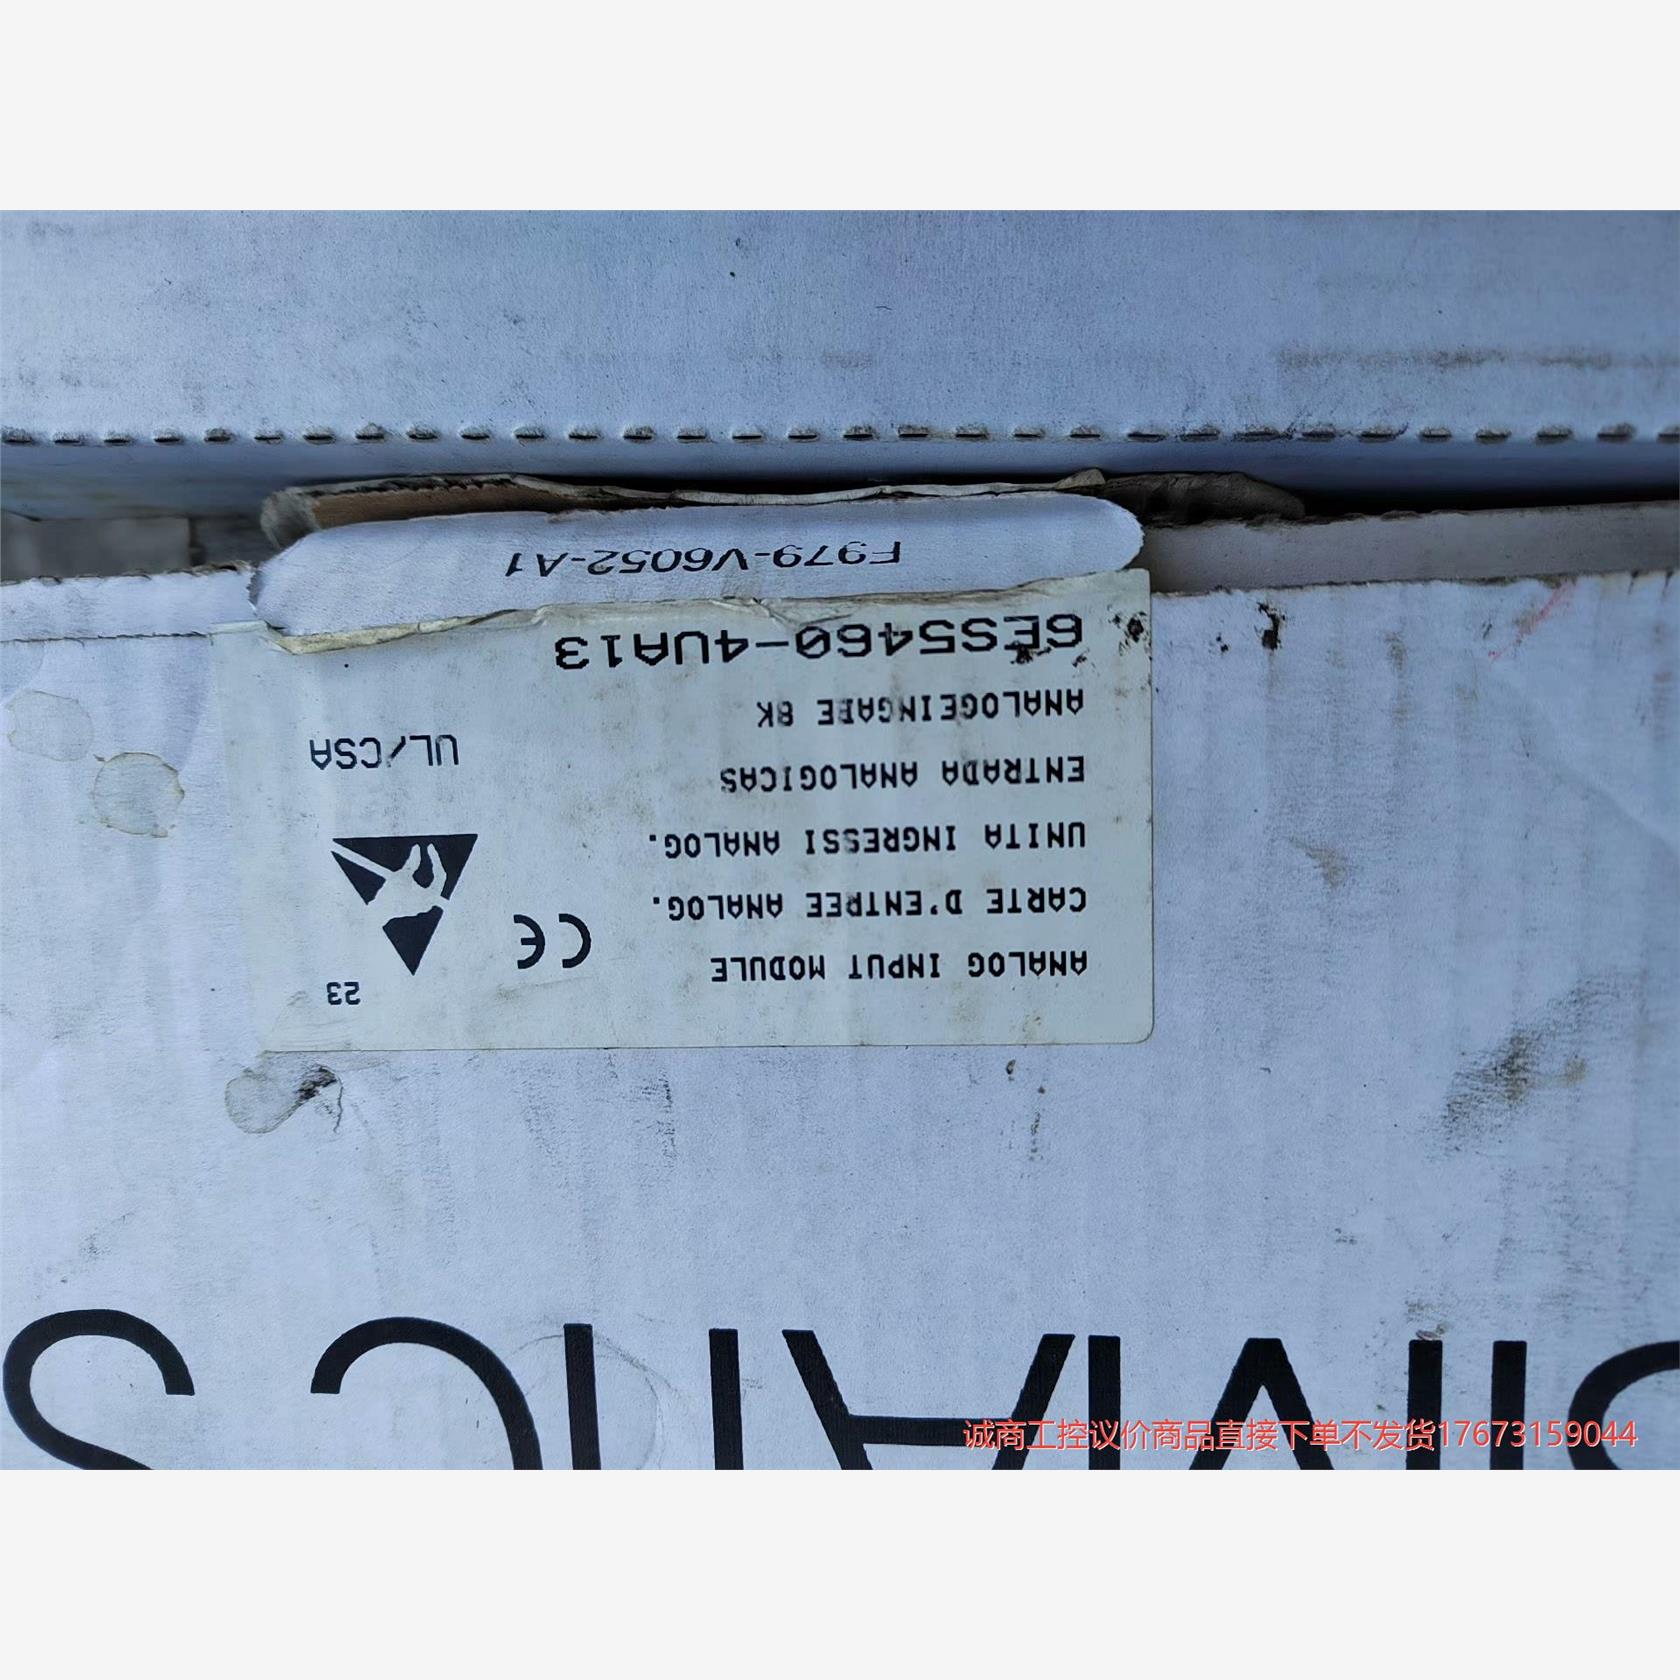 F979-V6052-A1
6ES5460-4UA13
ANALOGEINGABE 8K
UL/CSA
ENTRADA ANALOGICAS
UNITA INGRESSI ANALOG.
CARTE D'ENTREE ANALOG.
CE
ANALOG INPUT MODULE
23
SIMATIC S
诚商工控议价商品直接下单不发货17673159044